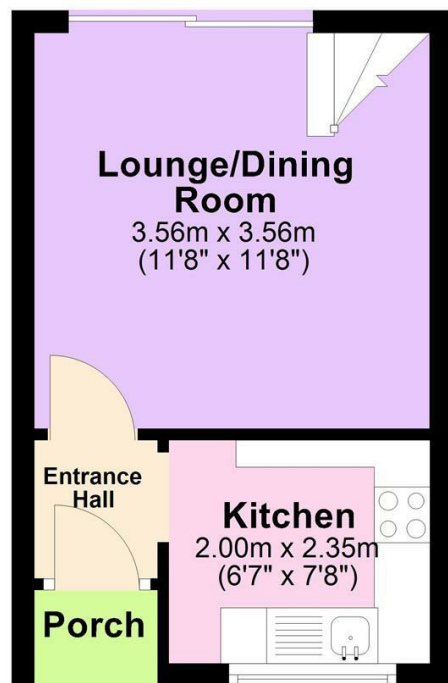 Lounge/Dining
Room
3.56m x 3.56m
(11'8" x 11'8")
Entrance
Hall
Kitchen
2.00m x 2.35m
(6'7" x 7'8")
Porch